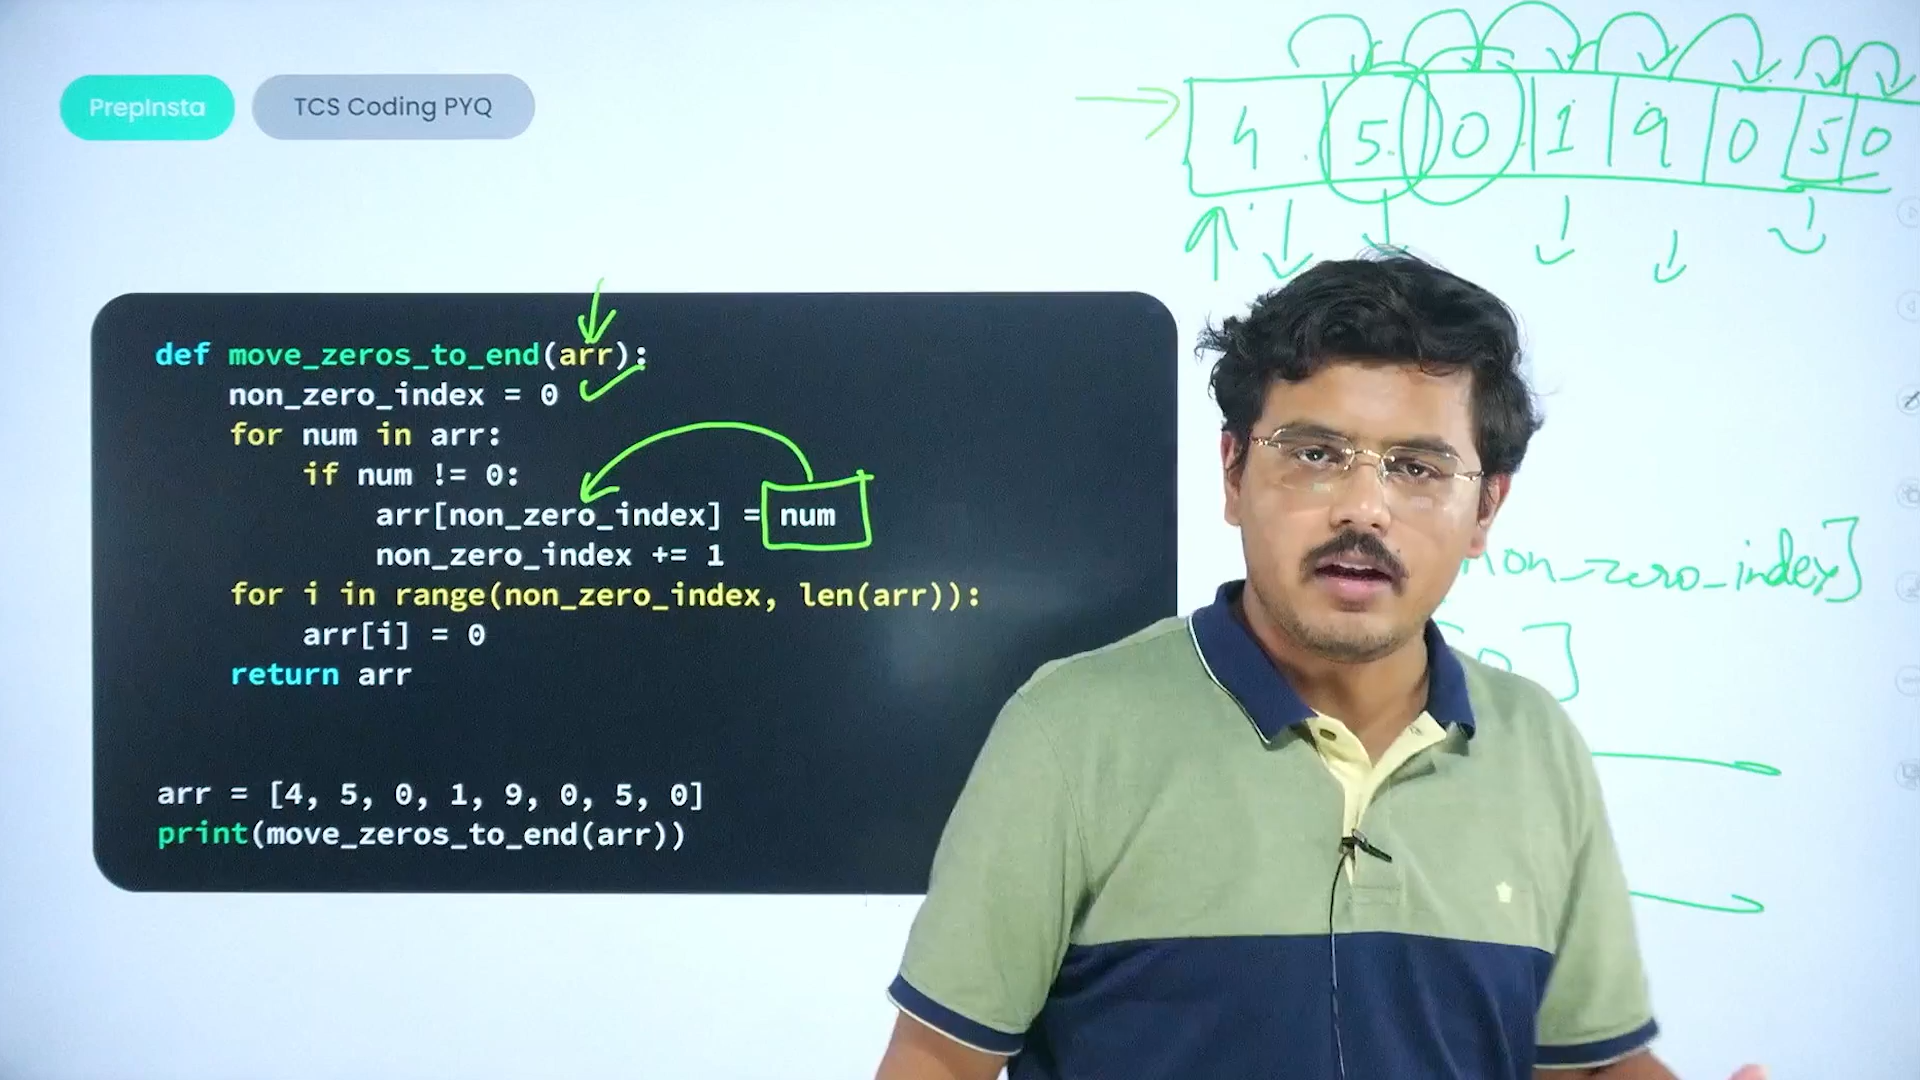 PrepInsta
TCS Coding PYQ
4 5 0 1 9 0 5 0
def move_zeros_to_end(arr):
non_zero_index = 0
for num in arr:
if num != 0:
arr[non_zero_index] = num
non_zero_index += 1
for i in range(non_zero_index, len(arr)):
arr[i] = 0
return arr
arr = [4, 5, 0, 1, 9, 0, 5, 0]
print(move_zeros_to_end(arr))
non_zero_index]
]